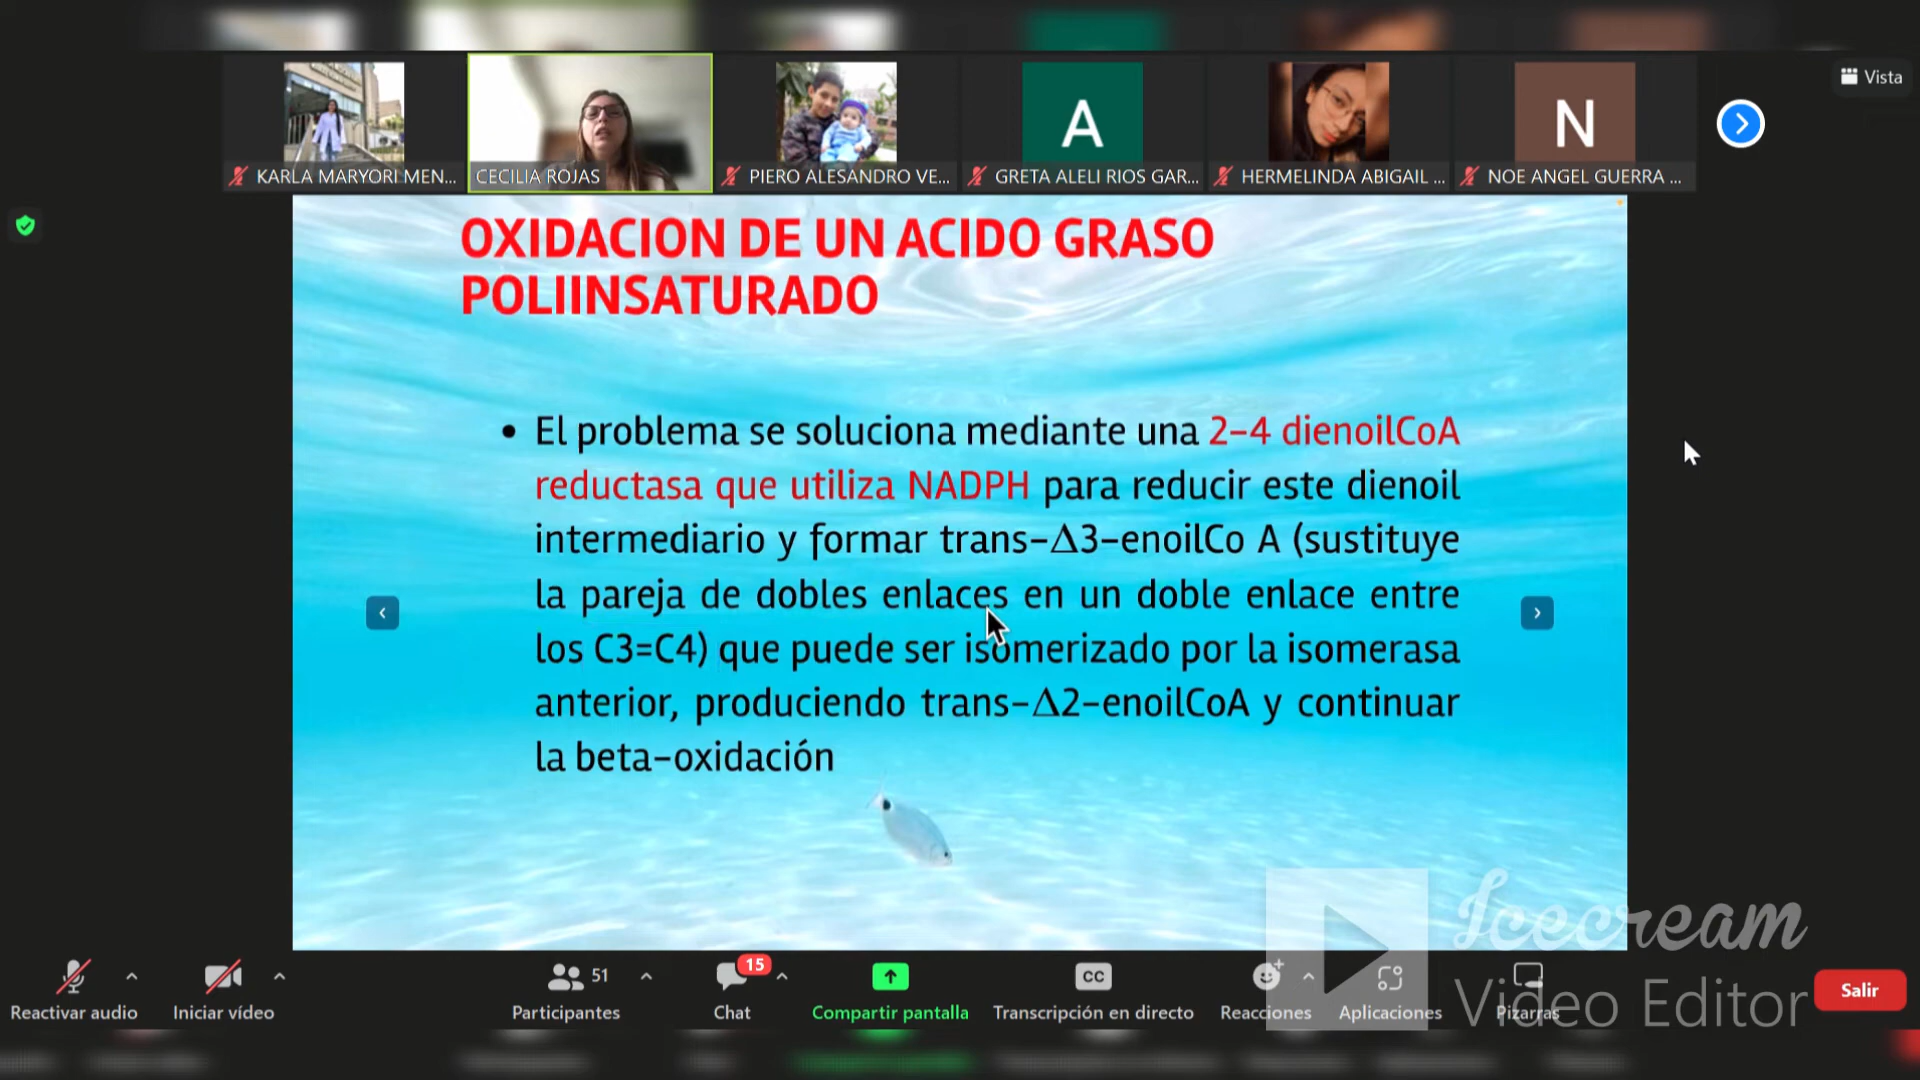 Vista
KARLA MARYORI MEN...
CECILIA ROJAS
PIERO ALESANDRO VE...
A
GRETA ALELI RIOS GAR...
HERMELINDA ABIGAIL ...
N
NOE ANGEL GUERRA ...
OXIDACION DE UN ACIDO GRASO
POLIINSATURADO
• El problema se soluciona mediante una 2-4 dienoilCoA
reductasa que utiliza NADPH para reducir este dienoil
intermediario y formar trans-Δ3-enoilCo A (sustituye
la pareja de dobles enlaces en un doble enlace entre
los C3=C4) que puede ser isomerizado por la isomerasa
anterior, produciendo trans-Δ2-enoilCoA y continuar
la beta-oxidación
Icecream
Video Editor
51
15
CC
Reactivar audio
Iniciar vídeo
Participantes
Chat
Compartir pantalla
Transcripción en directo
Reacciones
Aplicaciones
Pizarras
Salir